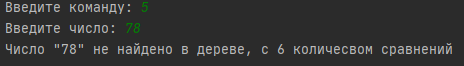 Введите команду: 5
Введите число: 78
Число "78" не найдено в дереве, с 6 количесвом сравнений